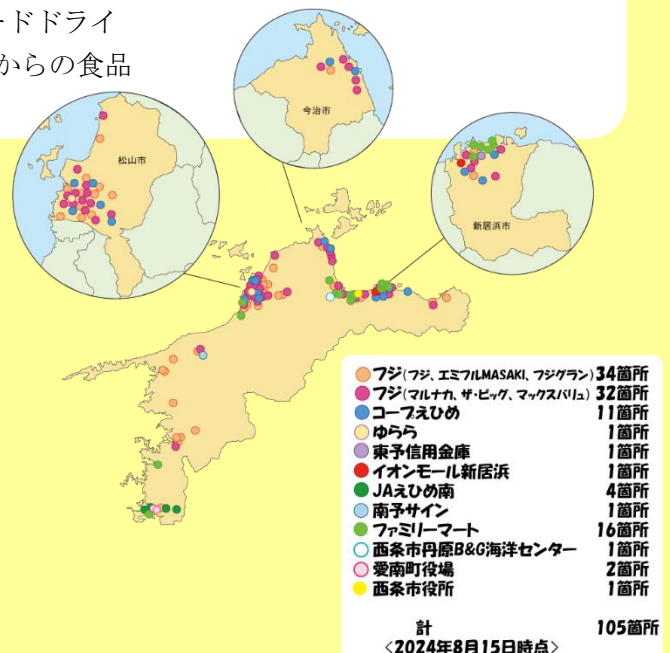 ードドライ
からの食品
今治市
松山市
新居浜市
フジ(フジ、エミフルMASAKI、フジグラン) 34箇所
フジ(マルナカ、ザ・ビッグ、マックスバリュ) 32箇所
コープえひめ 11箇所
ゆらら 1箇所
東予信用金庫 1箇所
イオンモール新居浜 1箇所
JAえひめ南 4箇所
南予サイン 1箇所
ファミリーマート 16箇所
西条市丹原B&G海洋センター 1箇所
愛南町役場 2箇所
西条市役所 1箇所
計 105箇所
<2024年8月15日時点>